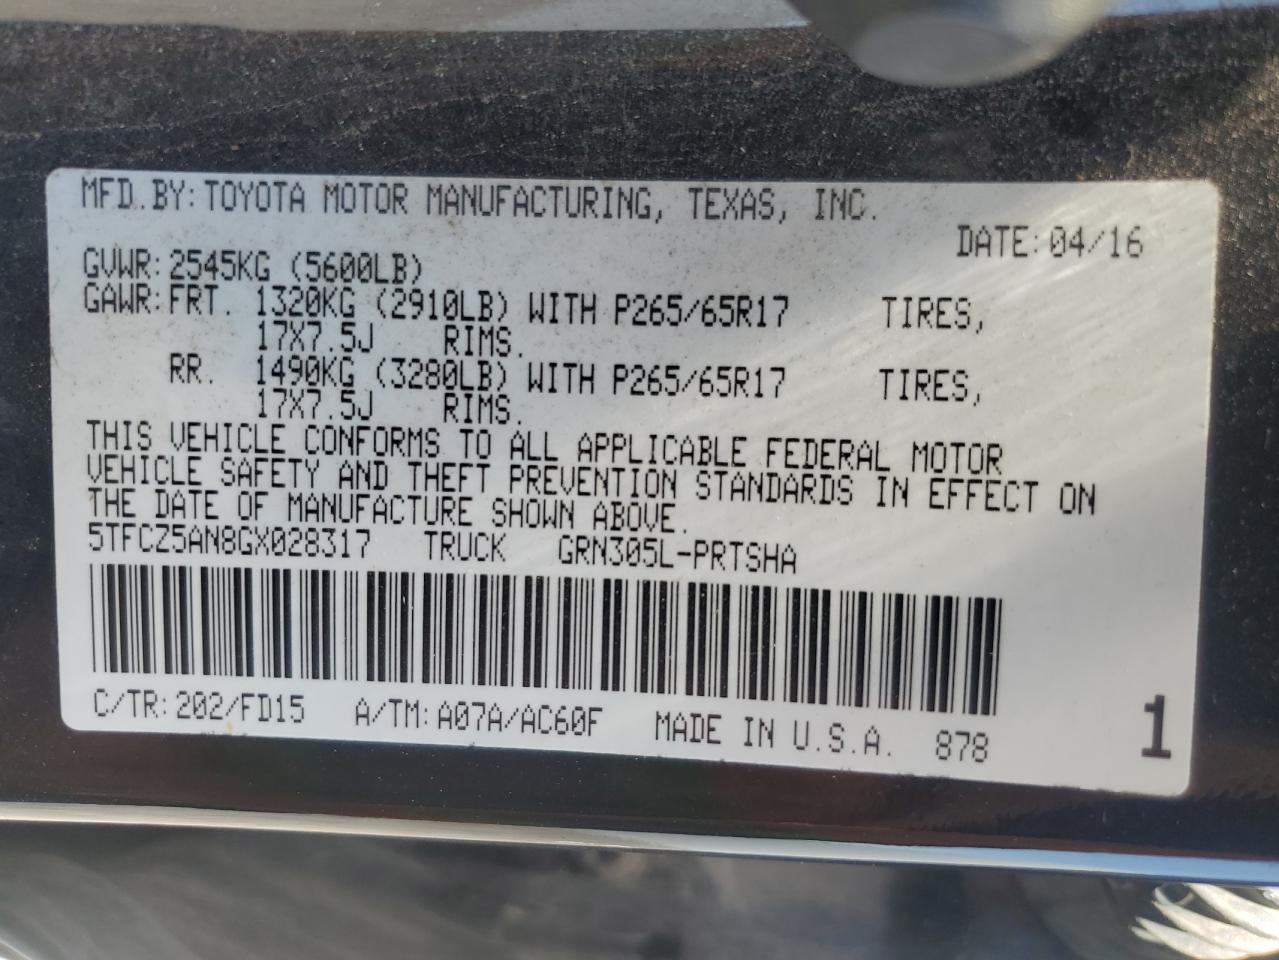 MFD. BY: TOYOTA MOTOR MANUFACTURING, TEXAS, INC.
DATE: 04/16
GVWR: 2545KG (5600LB)
GAWR: FRT. 1320KG (2910LB) WITH P265/65R17 TIRES,
17X7.5J RIMS.
RR. 1490KG (3280LB) WITH P265/65R17 TIRES,
17X7.5J RIMS.
THIS VEHICLE CONFORMS TO ALL APPLICABLE FEDERAL MOTOR
VEHICLE SAFETY AND THEFT PREVENTION STANDARDS IN EFFECT ON
THE DATE OF MANUFACTURE SHOWN ABOVE.
5TFCZ5AN8GX028317 TRUCK GRN305L-PRTSHA
C/TR: 202/FD15 A/TM: A07A/AC60F MADE IN U.S.A. 878
1